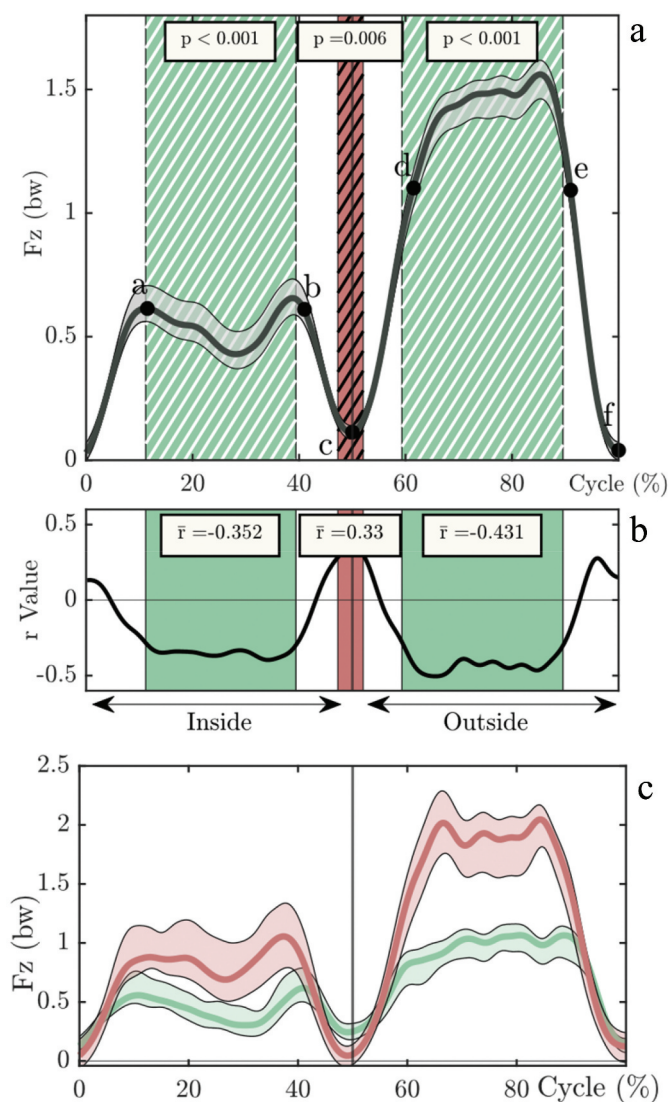 a
p < 0.001
p =0.006
p < 0.001
1.5
1
0.5
0
Fz (bw)
a
b
c
d
e
f
0
20
40
60
80
Cycle (%)
100
b
r̄ =-0.352
r̄ =0.33
r̄ =-0.431
0.5
0
-0.5
r Value
Inside
Outside
c
2.5
2
1.5
1
0.5
0
Fz (bw)
0
20
40
60
80
Cycle (%)
100